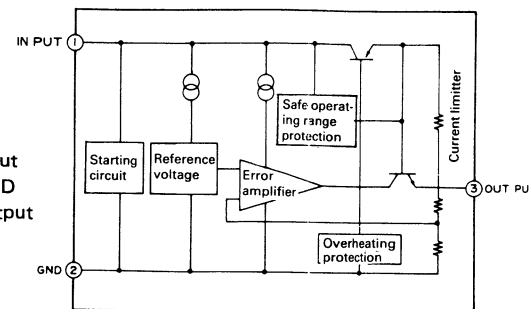 IN PUT ①
Safe operat-
ing range
protection
Current limitter
Starting
circuit
Reference
voltage
Error
amplifier
③ OUT PU
ut
D
tput
Overheating
protection
GND ②